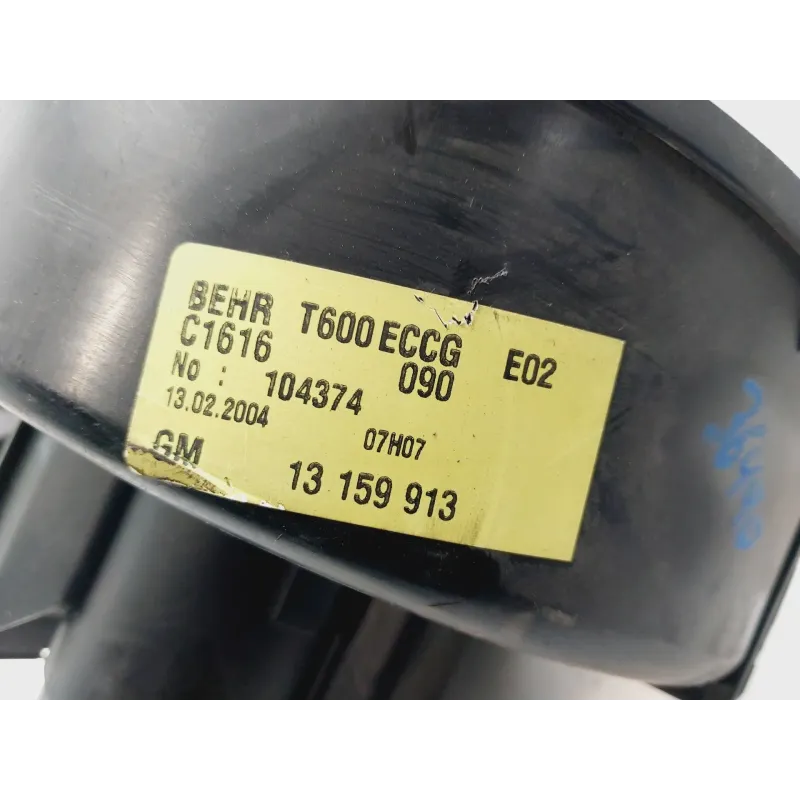 BEHR T600 ECCG E02
C1616 090
No : 104374
13.02.2004 07H07
GM 13 159 913